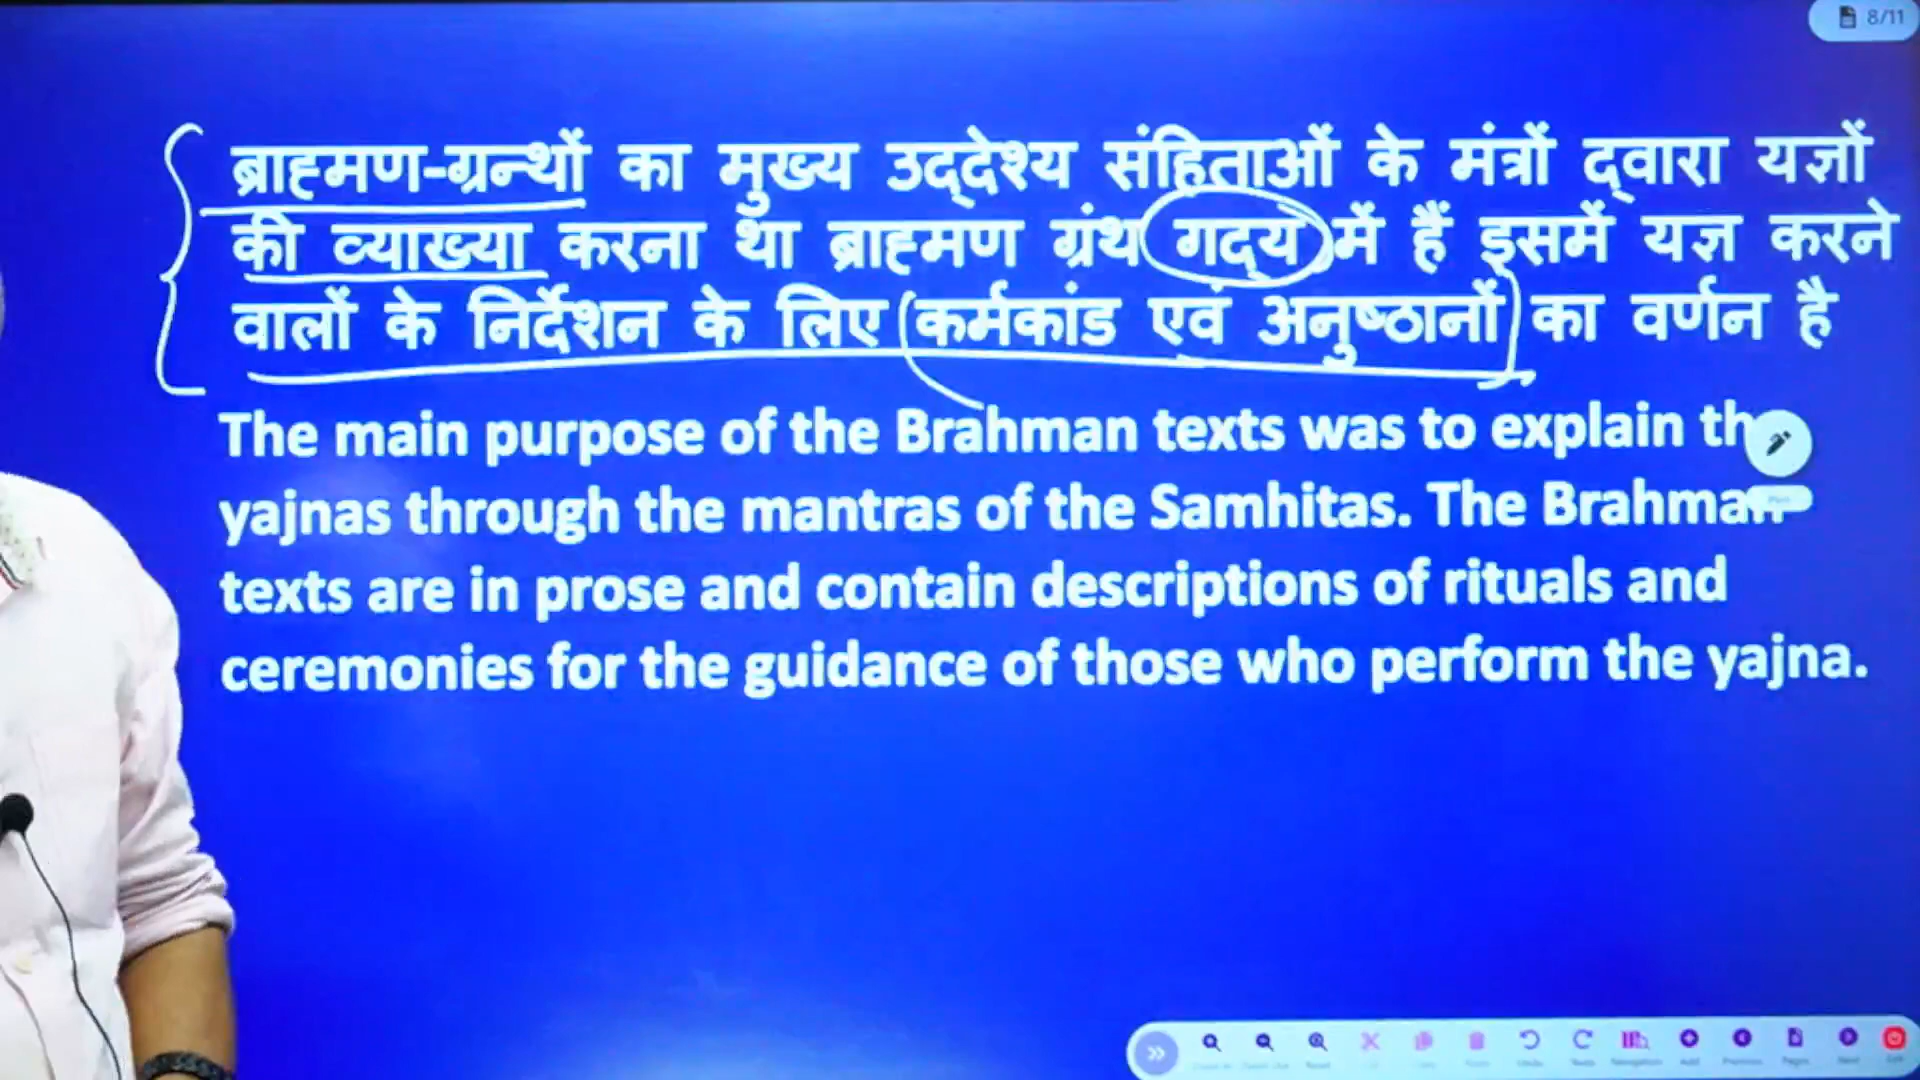 8/11
ब्राह्मण-ग्रन्थों का मुख्य उद्देश्य संहिताओं के मंत्रों द्वारा यज्ञों
की व्याख्या करना था ब्राह्मण ग्रंथ गद्य में हैं इसमें यज्ञ करने
वालों के निर्देशन के लिए कर्मकांड एवं अनुष्ठानों का वर्णन है
The main purpose of the Brahman texts was to explain th
yajnas through the mantras of the Samhitas. The Brahman
texts are in prose and contain descriptions of rituals and
ceremonies for the guidance of those who perform the yajna.